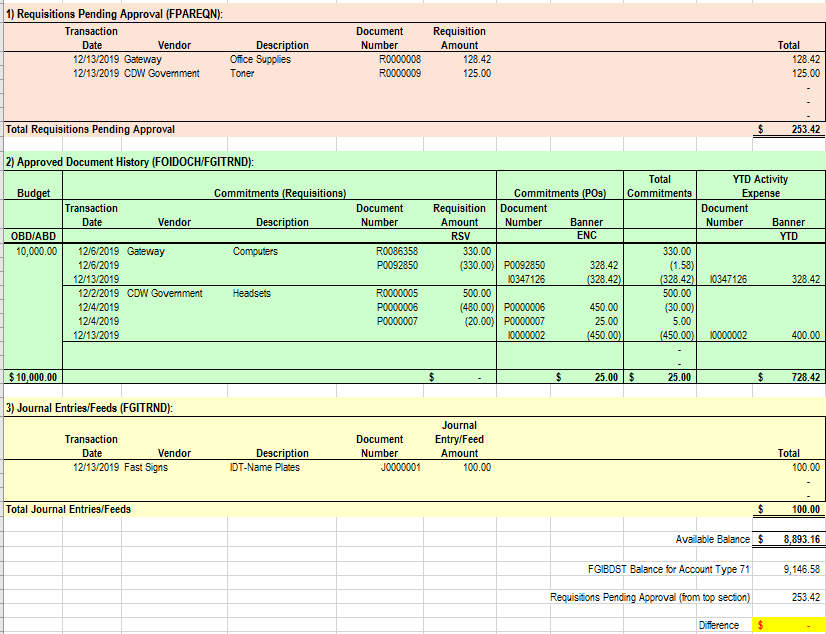 1) Requisitions Pending Approval (FPAREQN):
Transaction Document Requisition
Date Vendor Description Number Amount Total
12/13/2019 Gateway Office Supplies R0000008 128.42 128.42
12/13/2019 CDW Government Toner R0000009 125.00 125.00
-
-
-
Total Requisitions Pending Approval $ 253.42
2) Approved Document History (FOIDOCH/FGITRND):
Total YTD Activity
Budget Commitments (Requisitions) Commitments (POs) Commitments Expense
Transaction Document Requisition Document Document
Date Vendor Description Number Amount Number Banner Number Banner
OBD/ABD RSV ENC YTD
10,000.00 12/6/2019 Gateway Computers R0086358 330.00 330.00
12/6/2019 P0092850 (330.00) P0092850 328.42 (1.58)
12/13/2019 I0347126 (328.42) (328.42) I0347126 328.42
12/2/2019 CDW Government Headsets R0000005 500.00 500.00
12/4/2019 P0000006 (480.00) P0000006 450.00 (30.00)
12/4/2019 P0000007 (20.00) P0000007 25.00 5.00
12/13/2019 I0000002 (450.00) (450.00) I0000002 400.00
-
-
$ 10,000.00 $ - $ 25.00 $ 25.00 $ 728.42
3) Journal Entries/Feeds (FGITRND):
Journal
Transaction Document Entry/Feed
Date Vendor Description Number Amount Total
12/13/2019 Fast Signs IDT-Name Plates J0000001 100.00 100.00
-
-
Total Journal Entries/Feeds $ 100.00
Available Balance $ 8,893.16
FGIBDST Balance for Account Type 71 9,146.58
Requisitions Pending Approval (from top section) 253.42
Difference $ -